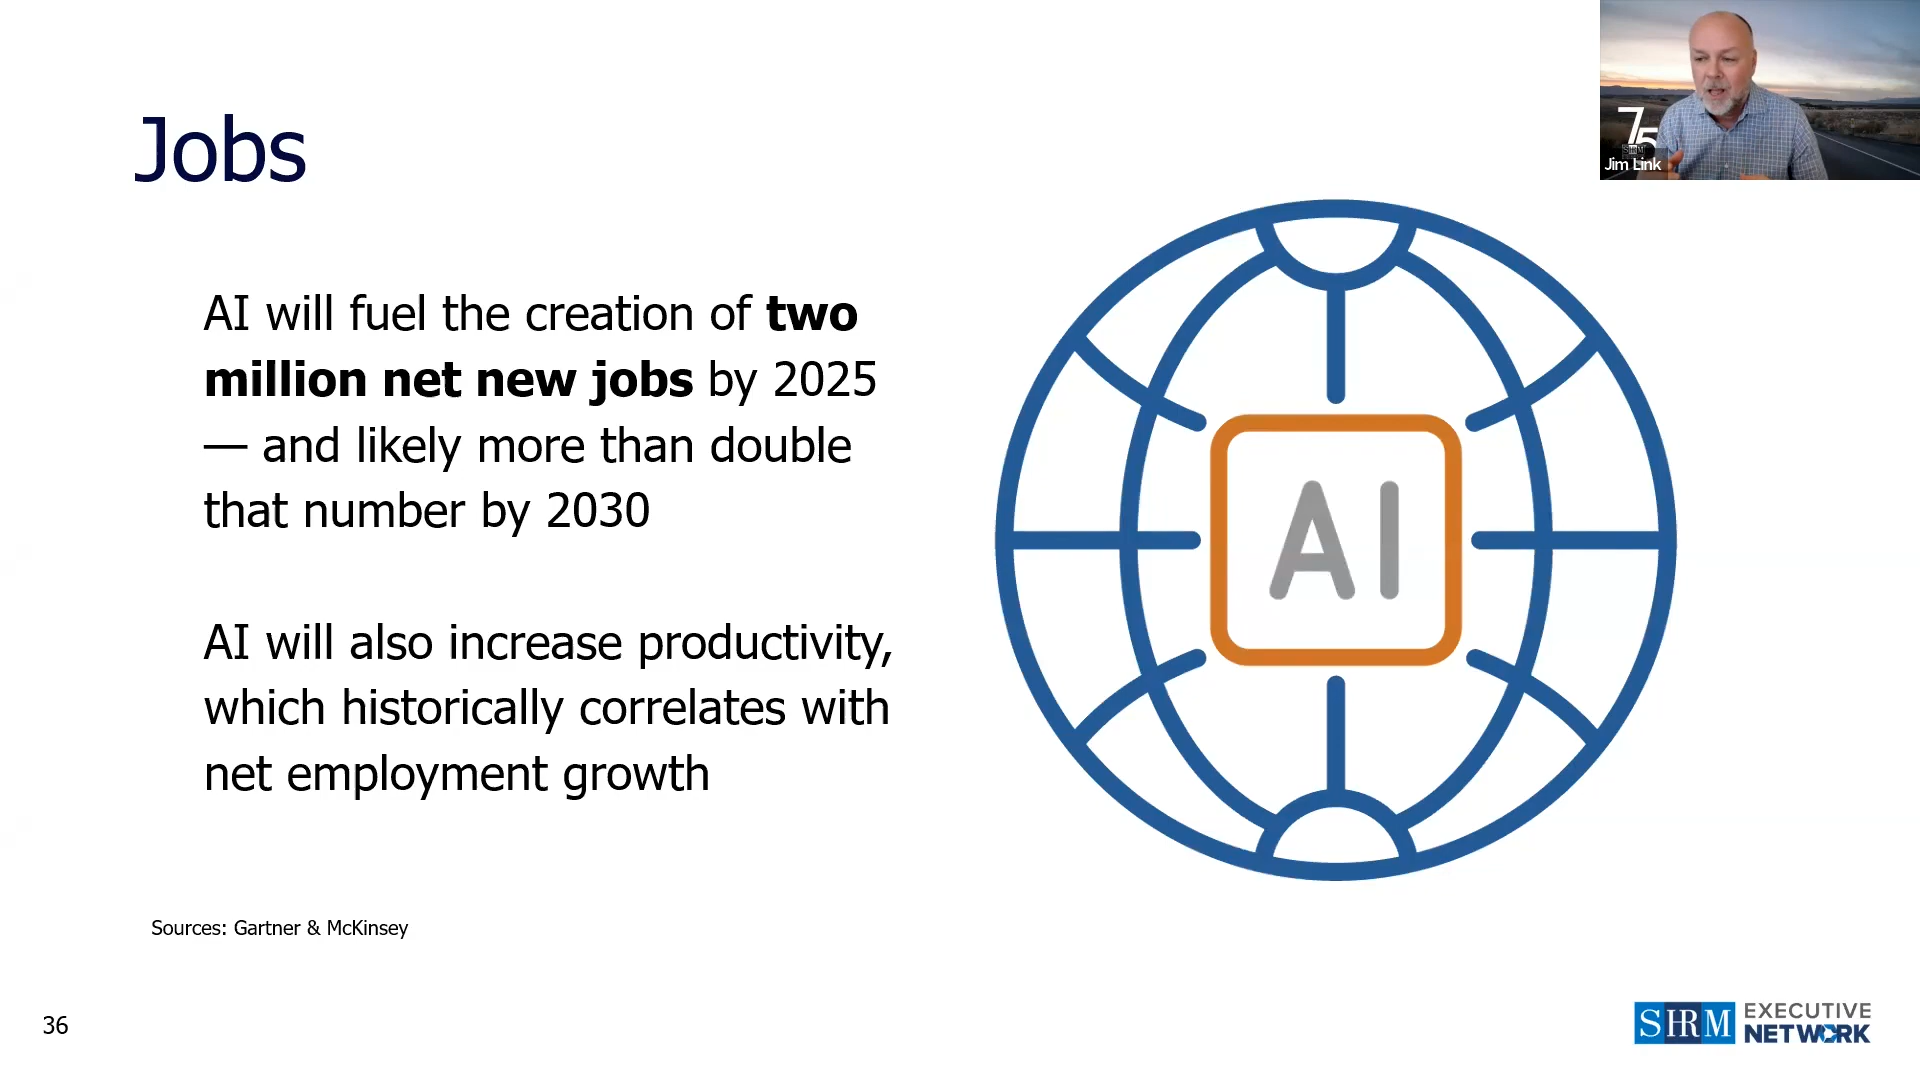 Jobs
75
SHRM
Jim Link
AI will fuel the creation of two
million net new jobs by 2025
— and likely more than double
that number by 2030
AI will also increase productivity,
which historically correlates with
net employment growth
AI
Sources: Gartner & McKinsey
36
SHRM EXECUTIVE
NETWORK